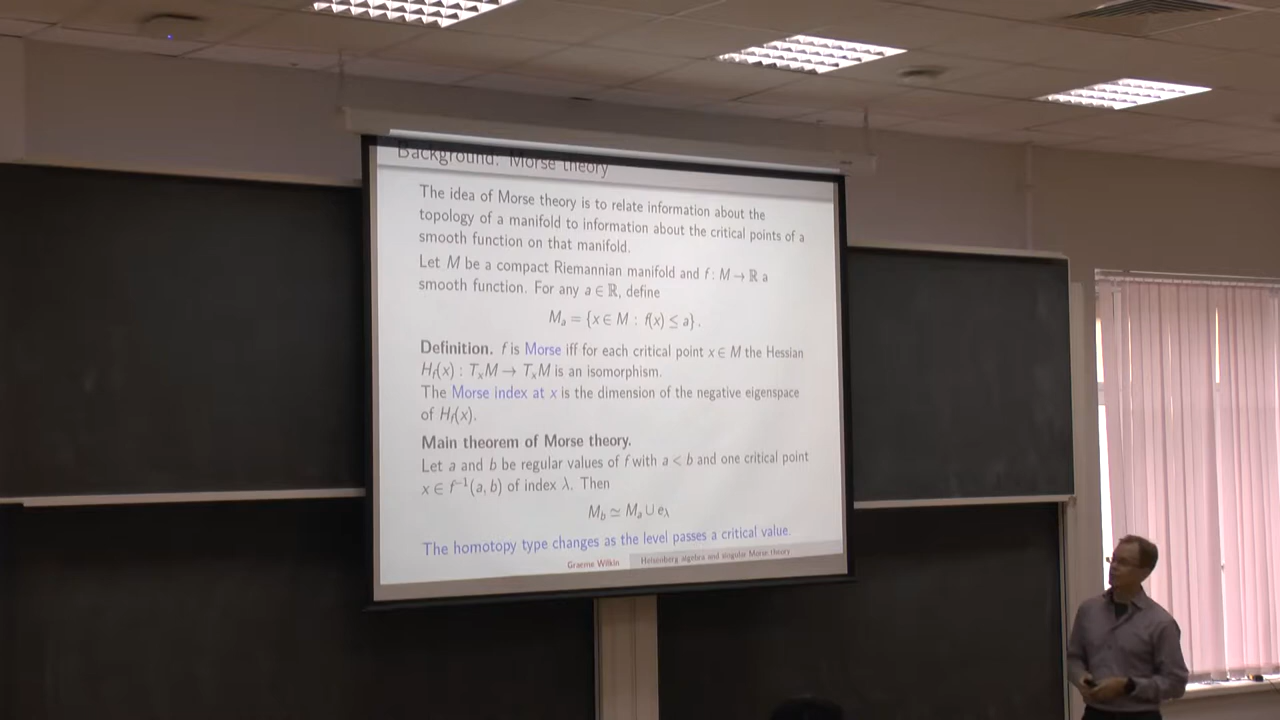 Background: Morse theory
The idea of Morse theory is to relate information about the
topology of a manifold to information about the critical points of a
smooth function on that manifold.
Let M be a compact Riemannian manifold and f : M → ℝ a
smooth function. For any a ∈ ℝ, define
Mₐ = {x ∈ M : f(x) ≤ a}.
Definition. f is Morse iff for each critical point x ∈ M the Hessian
H_f(x) : TₓM → TₓM is an isomorphism.
The Morse index at x is the dimension of the negative eigenspace
of H_f(x).
Main theorem of Morse theory.
Let a and b be regular values of f with a < b and one critical point
x ∈ f⁻¹(a, b) of index λ. Then
M_b ≃ Mₐ ∪ e_λ
The homotopy type changes as the level passes a critical value.
Graeme Wilkin Heisenberg algebra and singular Morse theory